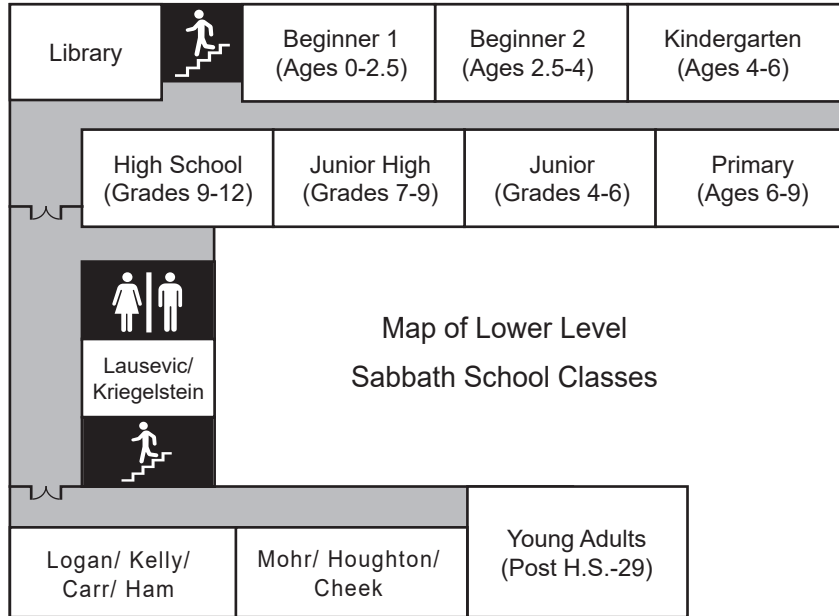 Library
Beginner 1
(Ages 0-2.5)
Beginner 2
(Ages 2.5-4)
Kindergarten
(Ages 4-6)
High School
(Grades 9-12)
Junior High
(Grades 7-9)
Junior
(Grades 4-6)
Primary
(Ages 6-9)
Map of Lower Level
Sabbath School Classes
Lausevic/
Kriegelstein
Logan/ Kelly/
Carr/ Ham
Mohr/ Houghton/
Cheek
Young Adults
(Post H.S.-29)